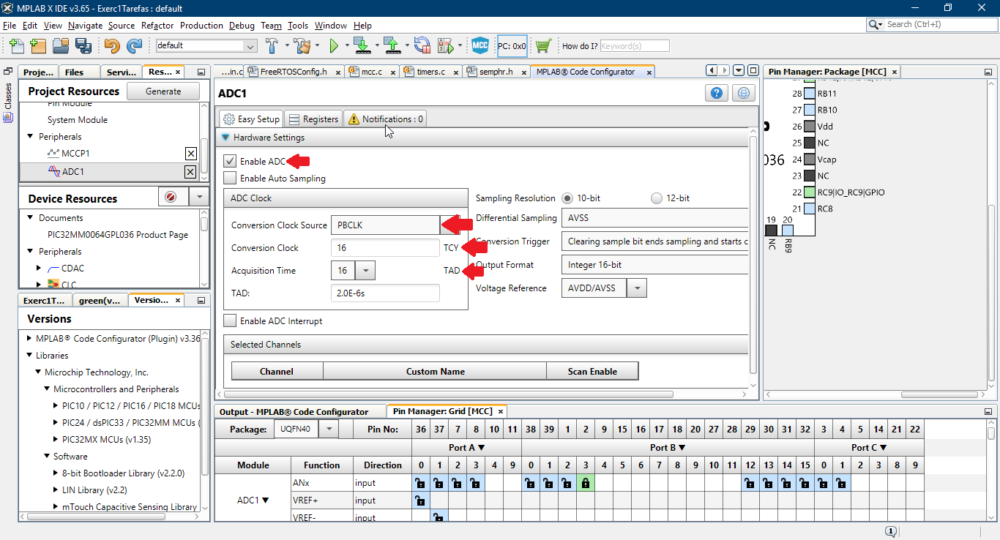 MPLAB X IDE v3.65 - Exerc1Tarefas : default
File Edit View Navigate Source Refactor Production Debug Team Tools Window Help
Search (Ctrl+I)
default
MCC
PC: 0x0
How do I?
Keyword(s)
Classes
Proje...
Files
Servi...
Res...
...in.c
FreeRTOSConfig.h
mcc.c
timers.c
semphr.h
MPLAB® Code Configurator
Pin Manager: Package [MCC]
Project Resources
Generate
Pin Module
System Module
Peripherals
MCCP1
ADC1
Device Resources
Documents
PIC32MM0064GPL036 Product Page
Peripherals
CDAC
CLC
Exerc1T...
green(v...
Versio...
Versions
MPLAB® Code Configurator (Plugin) v3.36
Libraries
Microchip Technology, Inc.
Microcontrollers and Peripherals
PIC10 / PIC12 / PIC16 / PIC18 MCUs
PIC24 / dsPIC33 / PIC32MM MCUs (
PIC32MX MCUs (v1.35)
Software
8-bit Bootloader Library (v2.2.0)
LIN Library (v2.2)
mTouch Capacitive Sensing Library
ADC1
Easy Setup
Registers
Notifications : 0
Hardware Settings
Enable ADC
Enable Auto Sampling
ADC Clock
Conversion Clock Source PBCLK
Conversion Clock 16 TCY
Acquisition Time 16 TAD
TAD: 2.0E-6s
Enable ADC Interrupt
Sampling Resolution 10-bit 12-bit
Differential Sampling AVSS
Conversion Trigger Clearing sample bit ends sampling and starts c
Output Format Integer 16-bit
Voltage Reference AVDD/AVSS
Selected Channels
Channel Custom Name Scan Enable
28 RB11
27 RB10
26 Vdd
25 NC
036 24 Vcap
23 NC
22 RC9|IO_RC9|GPIO
21 RC8
19 20
NC RB9
Output - MPLAB® Code Configurator
Pin Manager: Grid [MCC]
Package: UQFN40 Pin No: 36 37 7 8 10 11 38 39 1 2 9 15 16 17 18 19 20 27 28 29 30 31 32 3 4 5 14 21 22
Port A ▼ Port B ▼ Port C ▼
Module Function Direction 0 1 2 3 4 9 0 1 2 3 4 5 6 7 8 9 10 11 12 13 14 15 0 1 2 3 8 9
ADC1 ▼
ANx input
VREF+ input
VREF- input
1